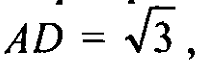 AD = √3 ,